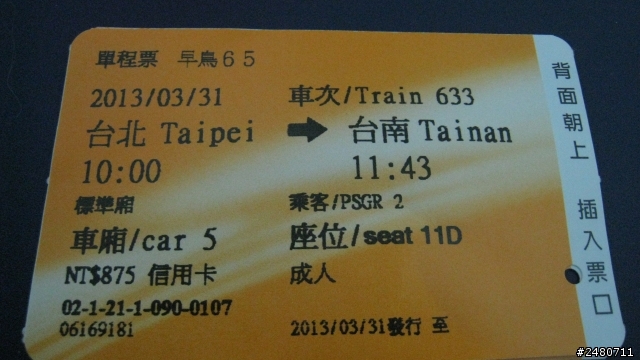 單程票 早鳥65
2013/03/31 車次/Train 633
台北 Taipei → 台南 Tainan
10:00 11:43
標準廂 乘客/PSGR 2
車廂/car 5 座位/seat 11D
NT$875 信用卡 成人
02-1-21-1-090-0107
06169181 2013/03/31發行 至
背面朝上 插入票口
#2480711